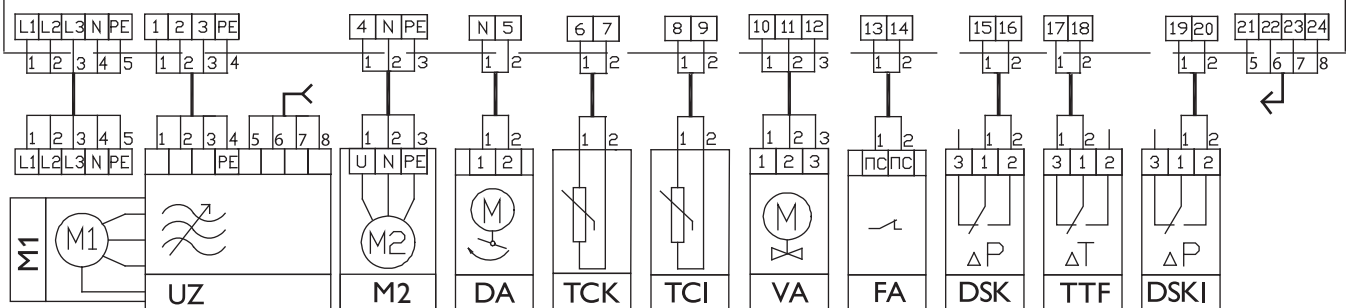 L1 L2 L3 N PE 1 2 3 PE 4 N PE N 5 6 7 8 9 10 11 12 13 14 15 16 17 18 19 20 21 22 23 24
1 2 3 4 5 1 2 3 4 1 2 3 1 2 1 2 1 2 1 2 3 1 2 1 2 1 2 1 2 5 6 7 8
1 2 3 4 5 1 2 3 4 5 6 7 8 1 2 3 1 2 1 2 1 2 1 2 3 1 2 1 2 1 2 1 2
L1 L2 L3 N PE PE U N PE 1 2 1 2 3 ПС ПС 3 1 2 3 1 2 3 1 2
M1 M1 M2 M M
ΔP ΔT ΔP
UZ M2 DA TCK TCI VA FA DSK TTF DSKI